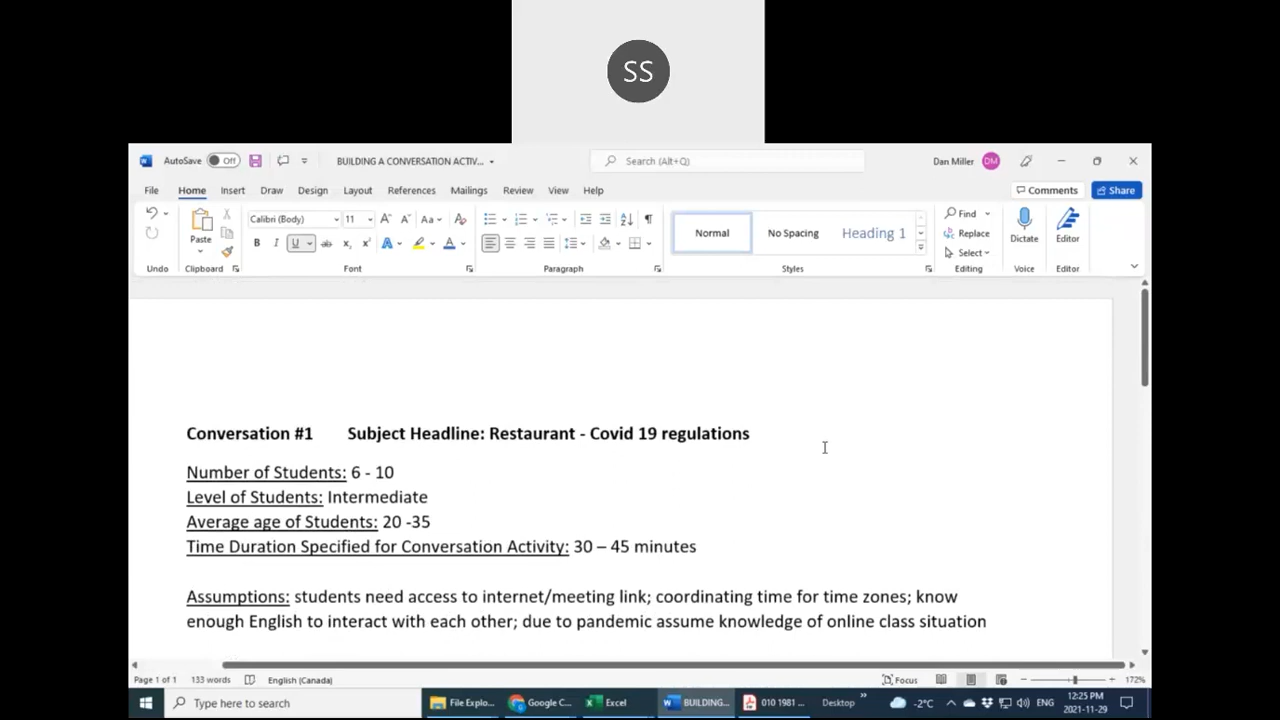 SS
AutoSave Off BUILDING A CONVERSATION ACTIV... Search (Alt+Q) Dan Miller DM
File Home Insert Draw Design Layout References Mailings Review View Help Comments Share
Calibri (Body) 11 A A Aa A Normal No Spacing Heading 1 Find
Paste B I U ab x₂ x² A A Replace Dictate Editor
Select
Undo Clipboard Font Paragraph Styles Editing Voice Editor
Conversation #1 Subject Headline: Restaurant - Covid 19 regulations
Number of Students: 6 - 10
Level of Students: Intermediate
Average age of Students: 20 -35
Time Duration Specified for Conversation Activity: 30 – 45 minutes
Assumptions: students need access to internet/meeting link; coordinating time for time zones; know
enough English to interact with each other; due to pandemic assume knowledge of online class situation
Page 1 of 1 133 words English (Canada) Focus 172%
Type here to search File Explo... Google C... Excel BUILDING... 010 1981 ... Desktop -2°C ENG 12:25 PM
2021-11-29